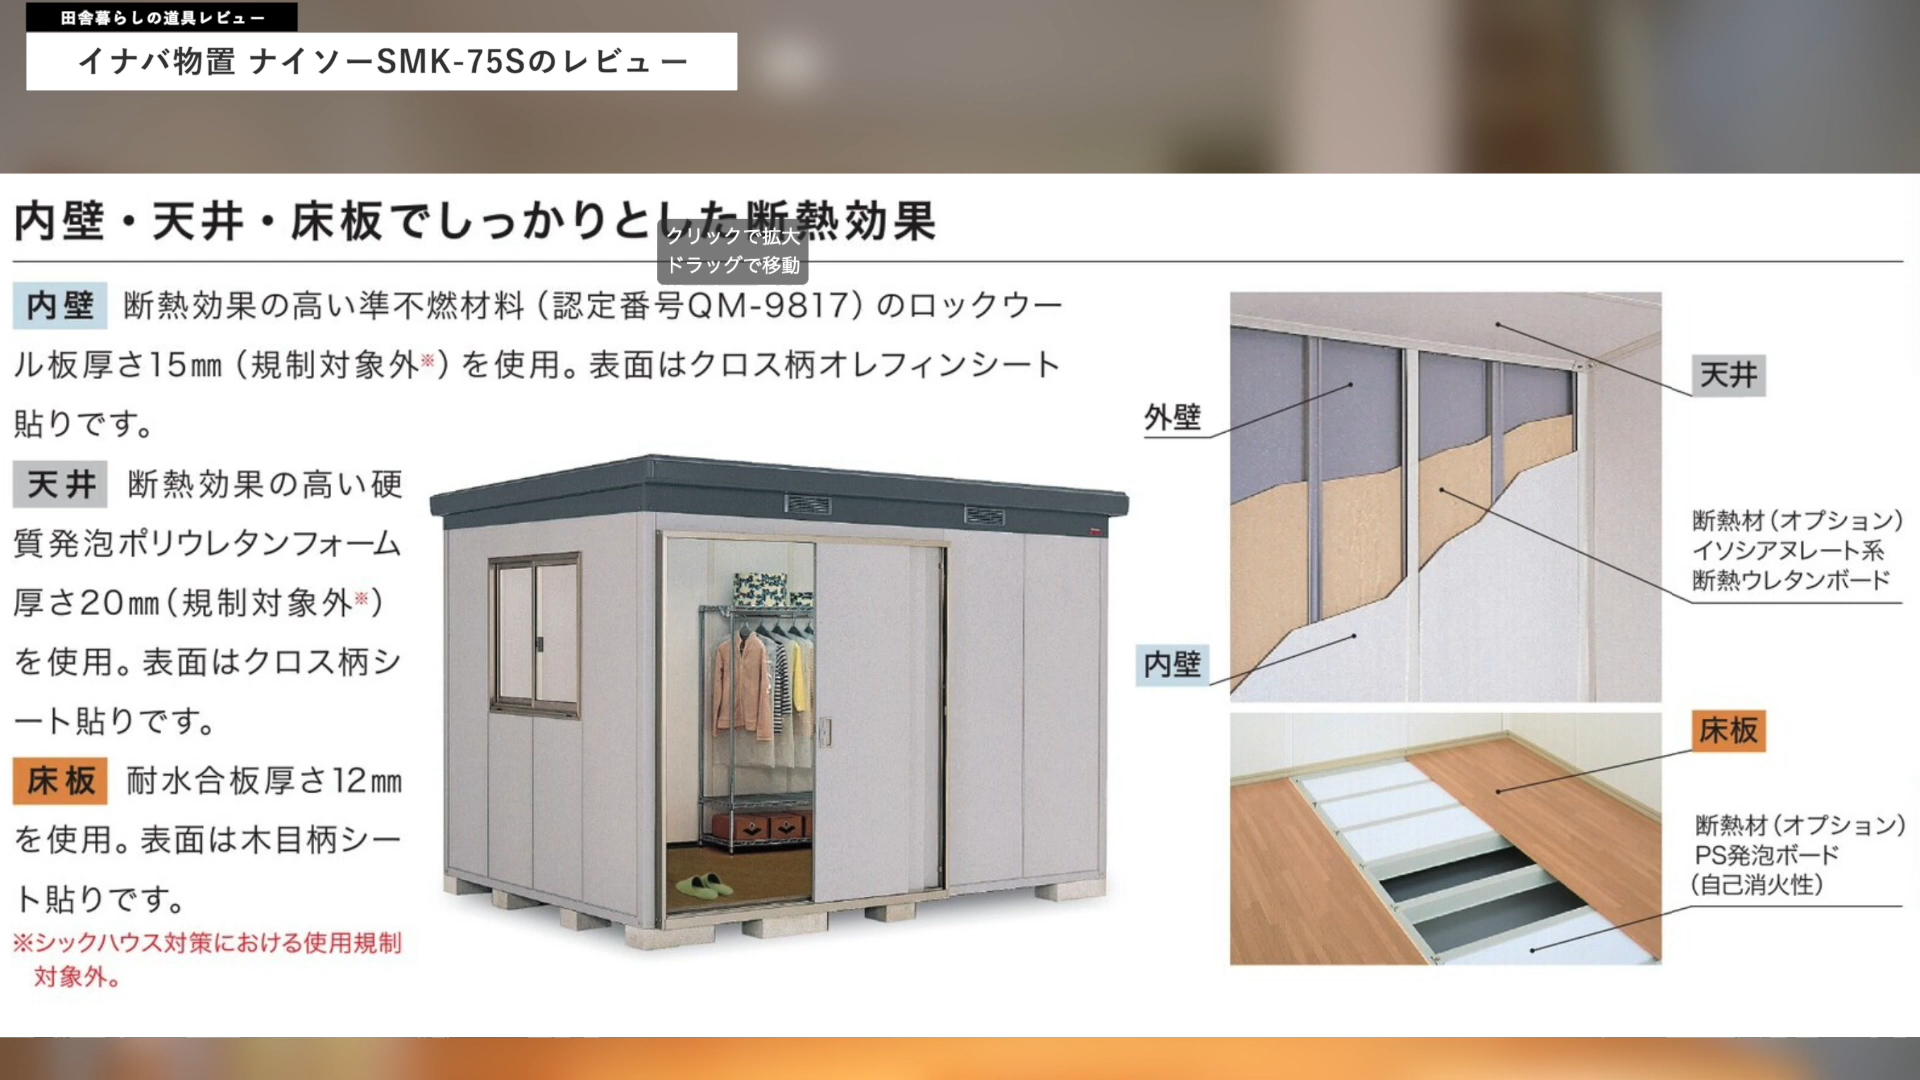 田舎暮らしの道具レビュー
イナバ物置 ナイソーSMK-75Sのレビュー
内壁・天井・床板でしっかりとした断熱効果
クリックで拡大
ドラッグで移動
内壁 断熱効果の高い準不燃材料（認定番号QM-9817）のロックウー
ル板厚さ15㎜（規制対象外※）を使用。表面はクロス柄オレフィンシート
貼りです。
天井 断熱効果の高い硬
質発泡ポリウレタンフォーム
厚さ20㎜（規制対象外※）
を使用。表面はクロス柄シ
ート貼りです。
床板 耐水合板厚さ12㎜
を使用。表面は木目柄シー
ト貼りです。
※シックハウス対策における使用規制
対象外。
外壁
天井
断熱材（オプション）
イソシアヌレート系
断熱ウレタンボード
内壁
床板
断熱材（オプション）
PS発泡ボード
（自己消火性）